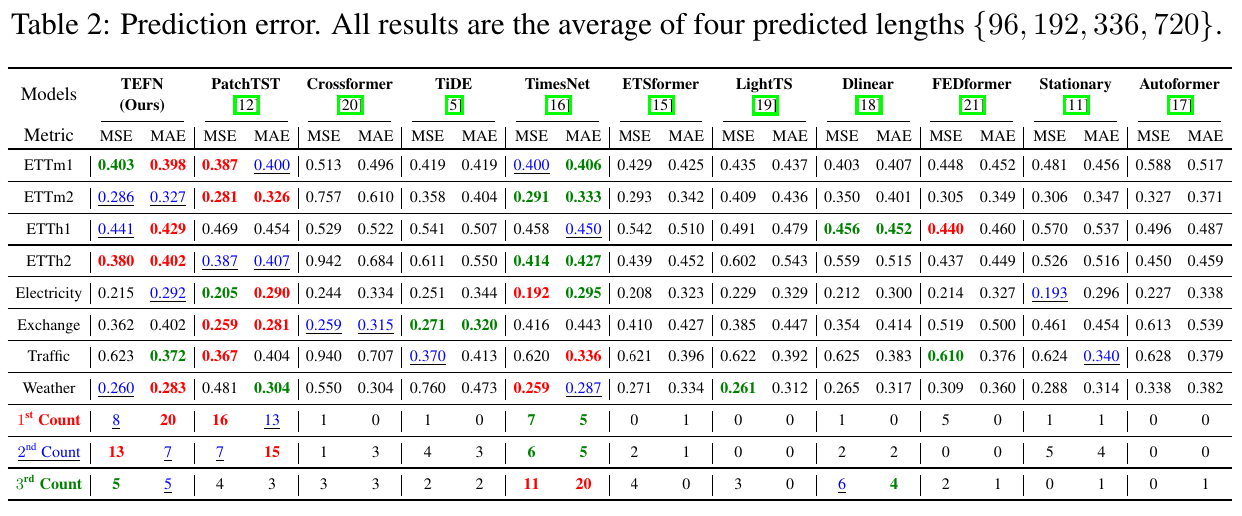 Table 2: Prediction error. All results are the average of four predicted lengths {96, 192, 336, 720}.
Models TEFN (Ours) PatchTST [12] Crossformer [20] TiDE [5] TimesNet [16] ETSformer [15] LightTS [19] Dlinear [18] FEDformer [21] Stationary [11] Autoformer [17]
Metric MSE MAE MSE MAE MSE MAE MSE MAE MSE MAE MSE MAE MSE MAE MSE MAE MSE MAE MSE MAE MSE MAE
ETTm1 0.403 0.398 0.387 0.400 0.513 0.496 0.419 0.419 0.400 0.406 0.429 0.425 0.435 0.437 0.403 0.407 0.448 0.452 0.481 0.456 0.588 0.517
ETTm2 0.286 0.327 0.281 0.326 0.757 0.610 0.358 0.404 0.291 0.333 0.293 0.342 0.409 0.436 0.350 0.401 0.305 0.349 0.306 0.347 0.327 0.371
ETTh1 0.441 0.429 0.469 0.454 0.529 0.522 0.541 0.507 0.458 0.450 0.542 0.510 0.491 0.479 0.456 0.452 0.440 0.460 0.570 0.537 0.496 0.487
ETTh2 0.380 0.402 0.387 0.407 0.942 0.684 0.611 0.550 0.414 0.427 0.439 0.452 0.602 0.543 0.559 0.515 0.437 0.449 0.526 0.516 0.450 0.459
Electricity 0.215 0.292 0.205 0.290 0.244 0.334 0.251 0.344 0.192 0.295 0.208 0.323 0.229 0.329 0.212 0.300 0.214 0.327 0.193 0.296 0.227 0.338
Exchange 0.362 0.402 0.259 0.281 0.259 0.315 0.271 0.320 0.416 0.443 0.410 0.427 0.385 0.447 0.354 0.414 0.519 0.500 0.461 0.454 0.613 0.539
Traffic 0.623 0.372 0.367 0.404 0.940 0.707 0.370 0.413 0.620 0.336 0.621 0.396 0.622 0.392 0.625 0.383 0.610 0.376 0.624 0.340 0.628 0.379
Weather 0.260 0.283 0.481 0.304 0.550 0.304 0.760 0.473 0.259 0.287 0.271 0.334 0.261 0.312 0.265 0.317 0.309 0.360 0.288 0.314 0.338 0.382
1st Count 8 20 16 13 1 0 1 0 7 5 0 1 0 0 1 0 5 0 1 1 0 0
2nd Count 13 7 7 15 1 3 4 3 6 5 2 1 0 0 2 2 0 0 5 4 0 0
3rd Count 5 5 4 3 3 3 2 2 11 20 4 0 3 0 6 4 2 1 0 1 0 1